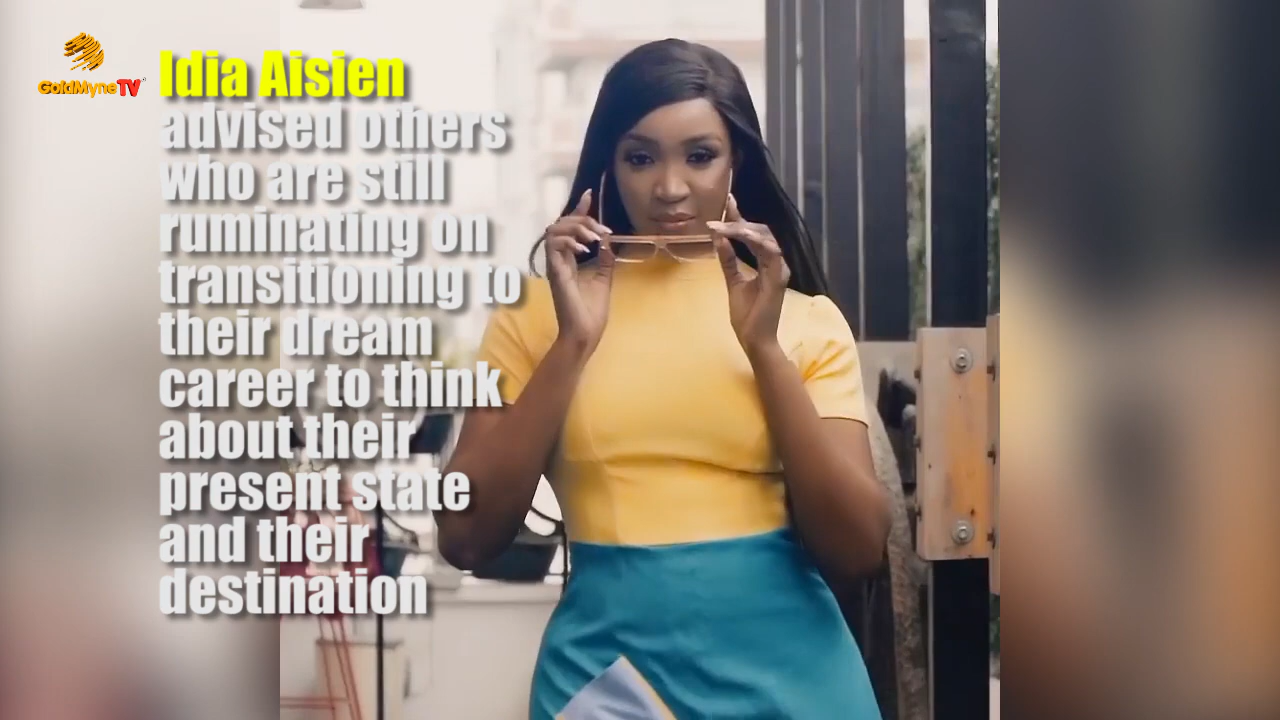 GoldMyneTV
Idia Aisien
advised others
who are still
ruminating on
transitioning to
their dream
career to think
about their
present state
and their
destination